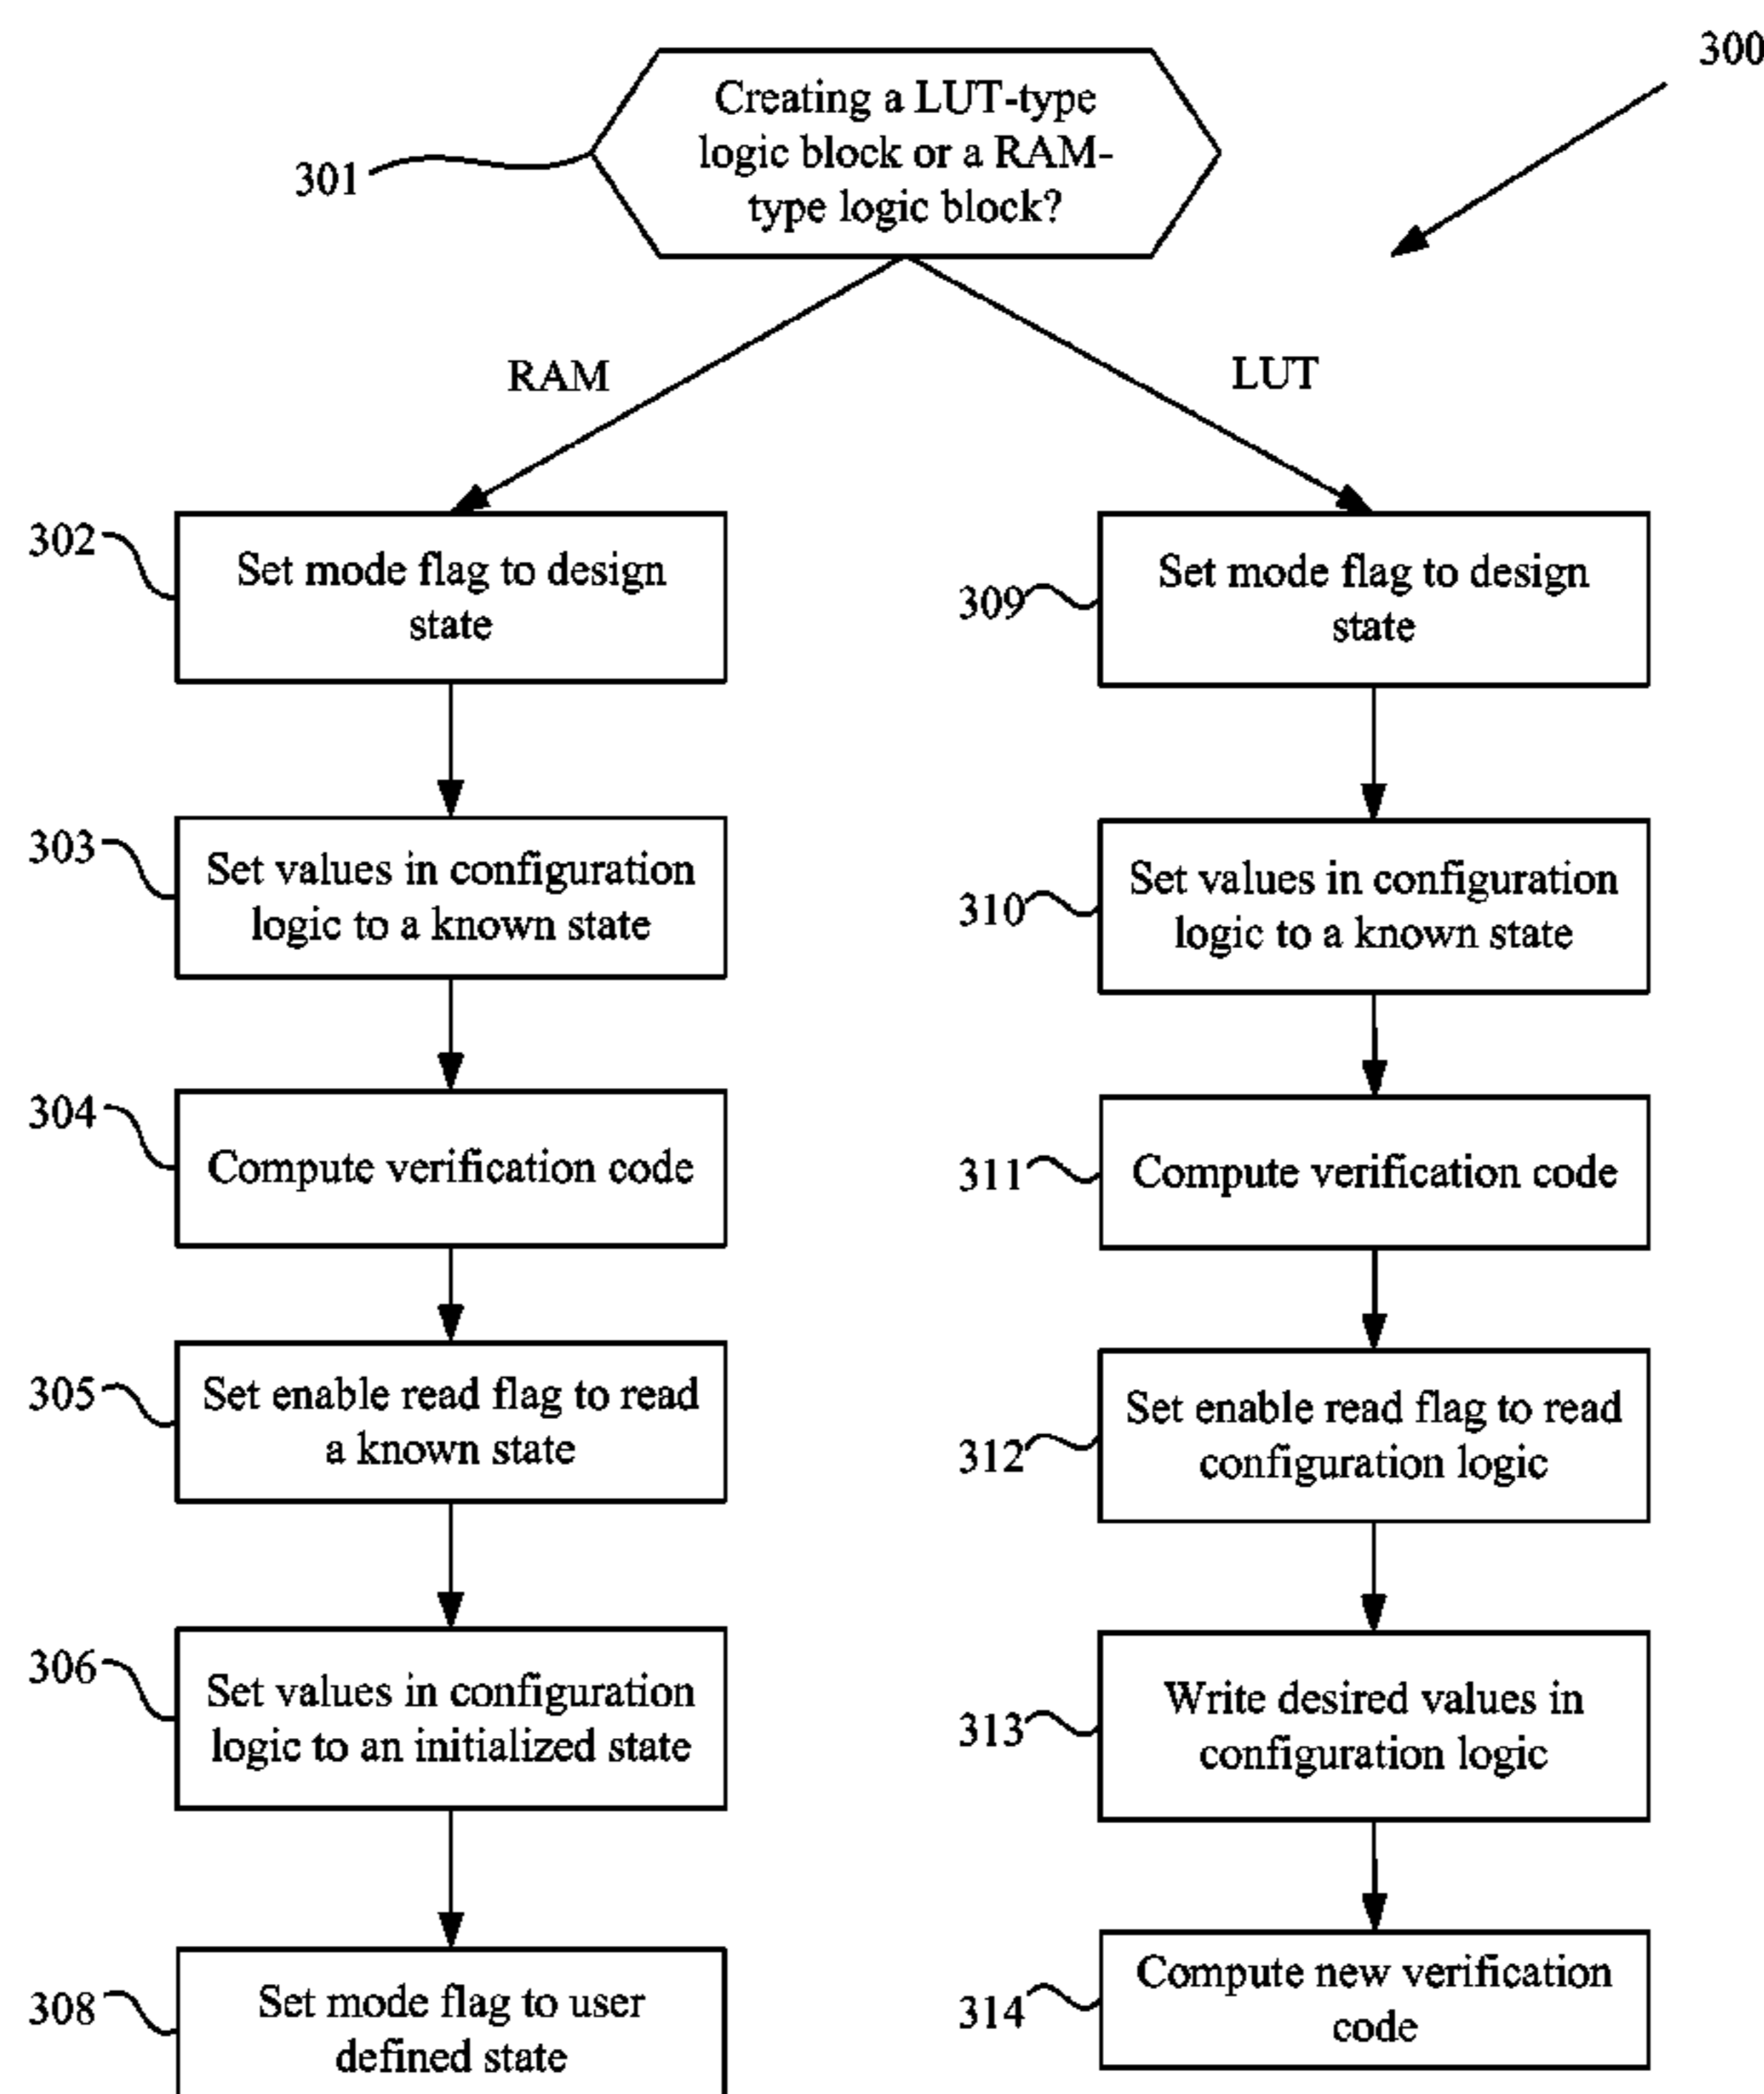 300
Creating a LUT-type
logic block or a RAM-
type logic block?
301
RAM
LUT
302
Set mode flag to design
state
303
Set values in configuration
logic to a known state
304
Compute verification code
305
Set enable read flag to read
a known state
306
Set values in configuration
logic to an initialized state
308
Set mode flag to user
defined state
309
Set mode flag to design
state
310
Set values in configuration
logic to a known state
311
Compute verification code
312
Set enable read flag to read
configuration logic
313
Write desired values in
configuration logic
314
Compute new verification
code